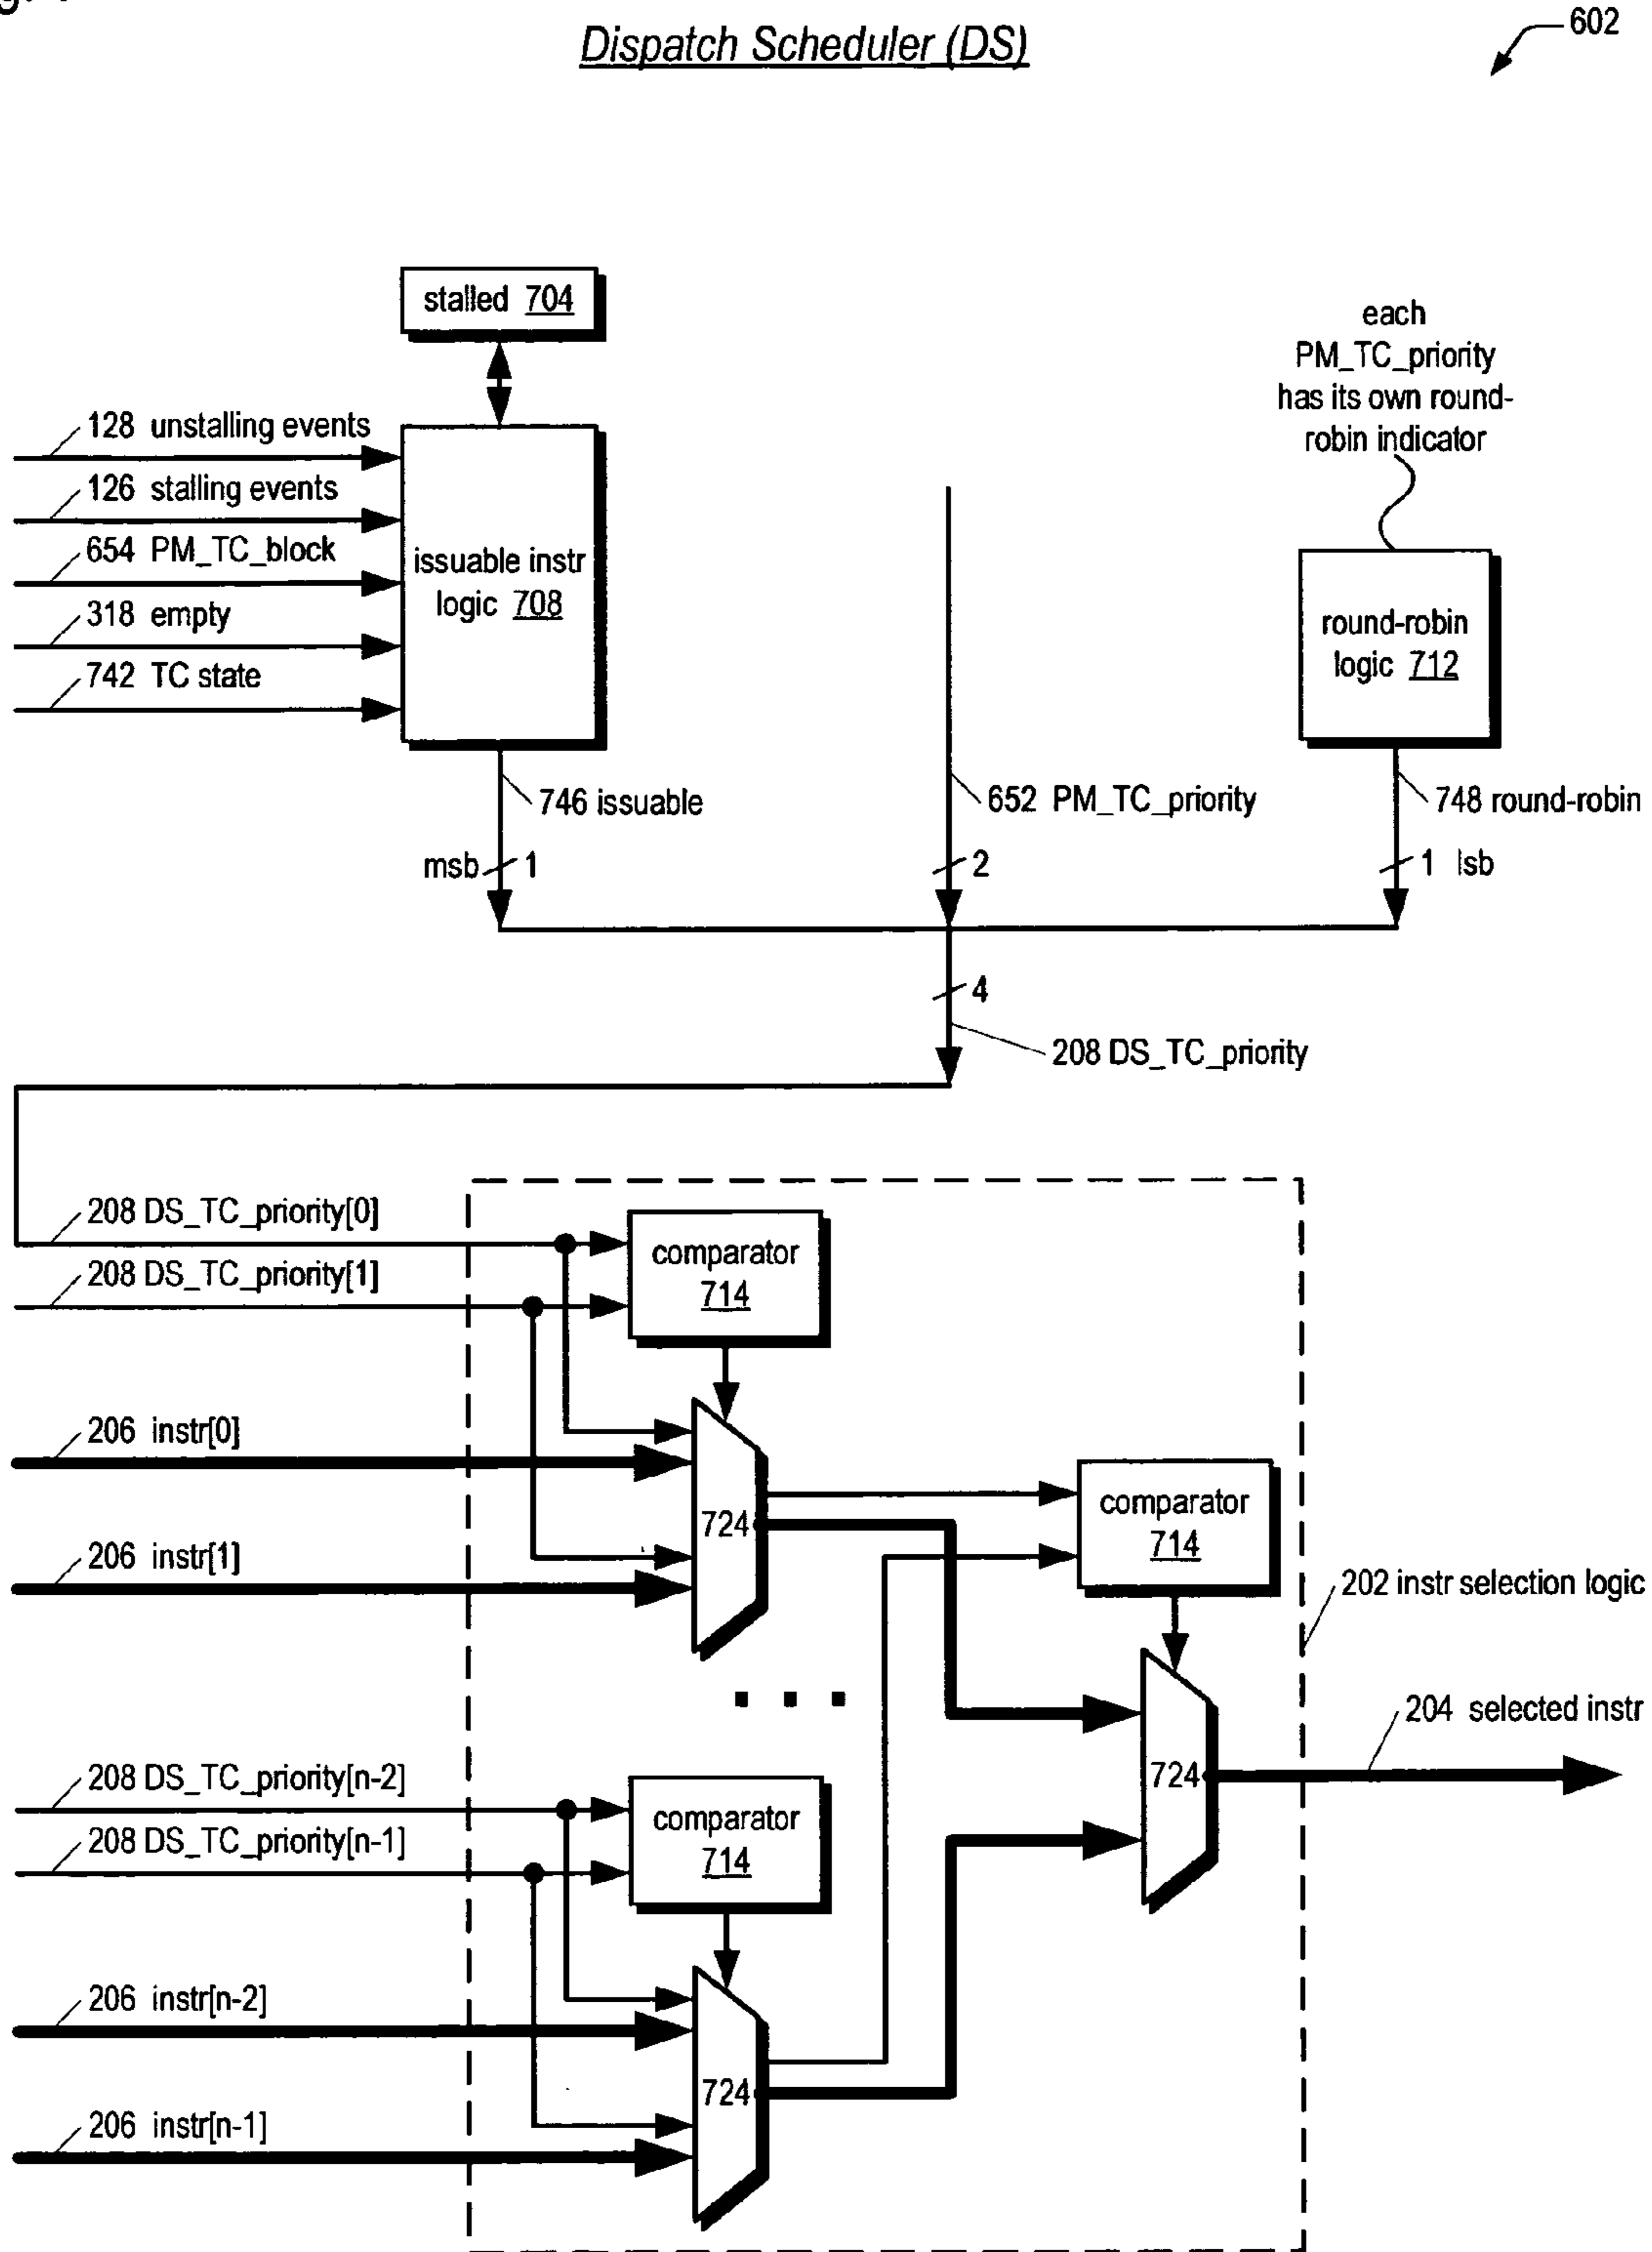 Dispatch Scheduler (DS)
602
stalled 704
each
PM_TC_priority
has its own round-
robin indicator
128 unstalling events
126 stalling events
654 PM_TC_block
318 empty
742 TC state
issuable instr
logic 708
round-robin
logic 712
746 issuable
652 PM_TC_priority
748 round-robin
msb 1
2
1 lsb
4
208 DS_TC_priority
208 DS_TC_priority[0]
208 DS_TC_priority[1]
comparator
714
206 instr[0]
206 instr[1]
724
comparator
714
202 instr selection logic
204 selected instr
724
208 DS_TC_priority[n-2]
208 DS_TC_priority[n-1]
comparator
714
206 instr[n-2]
206 instr[n-1]
724